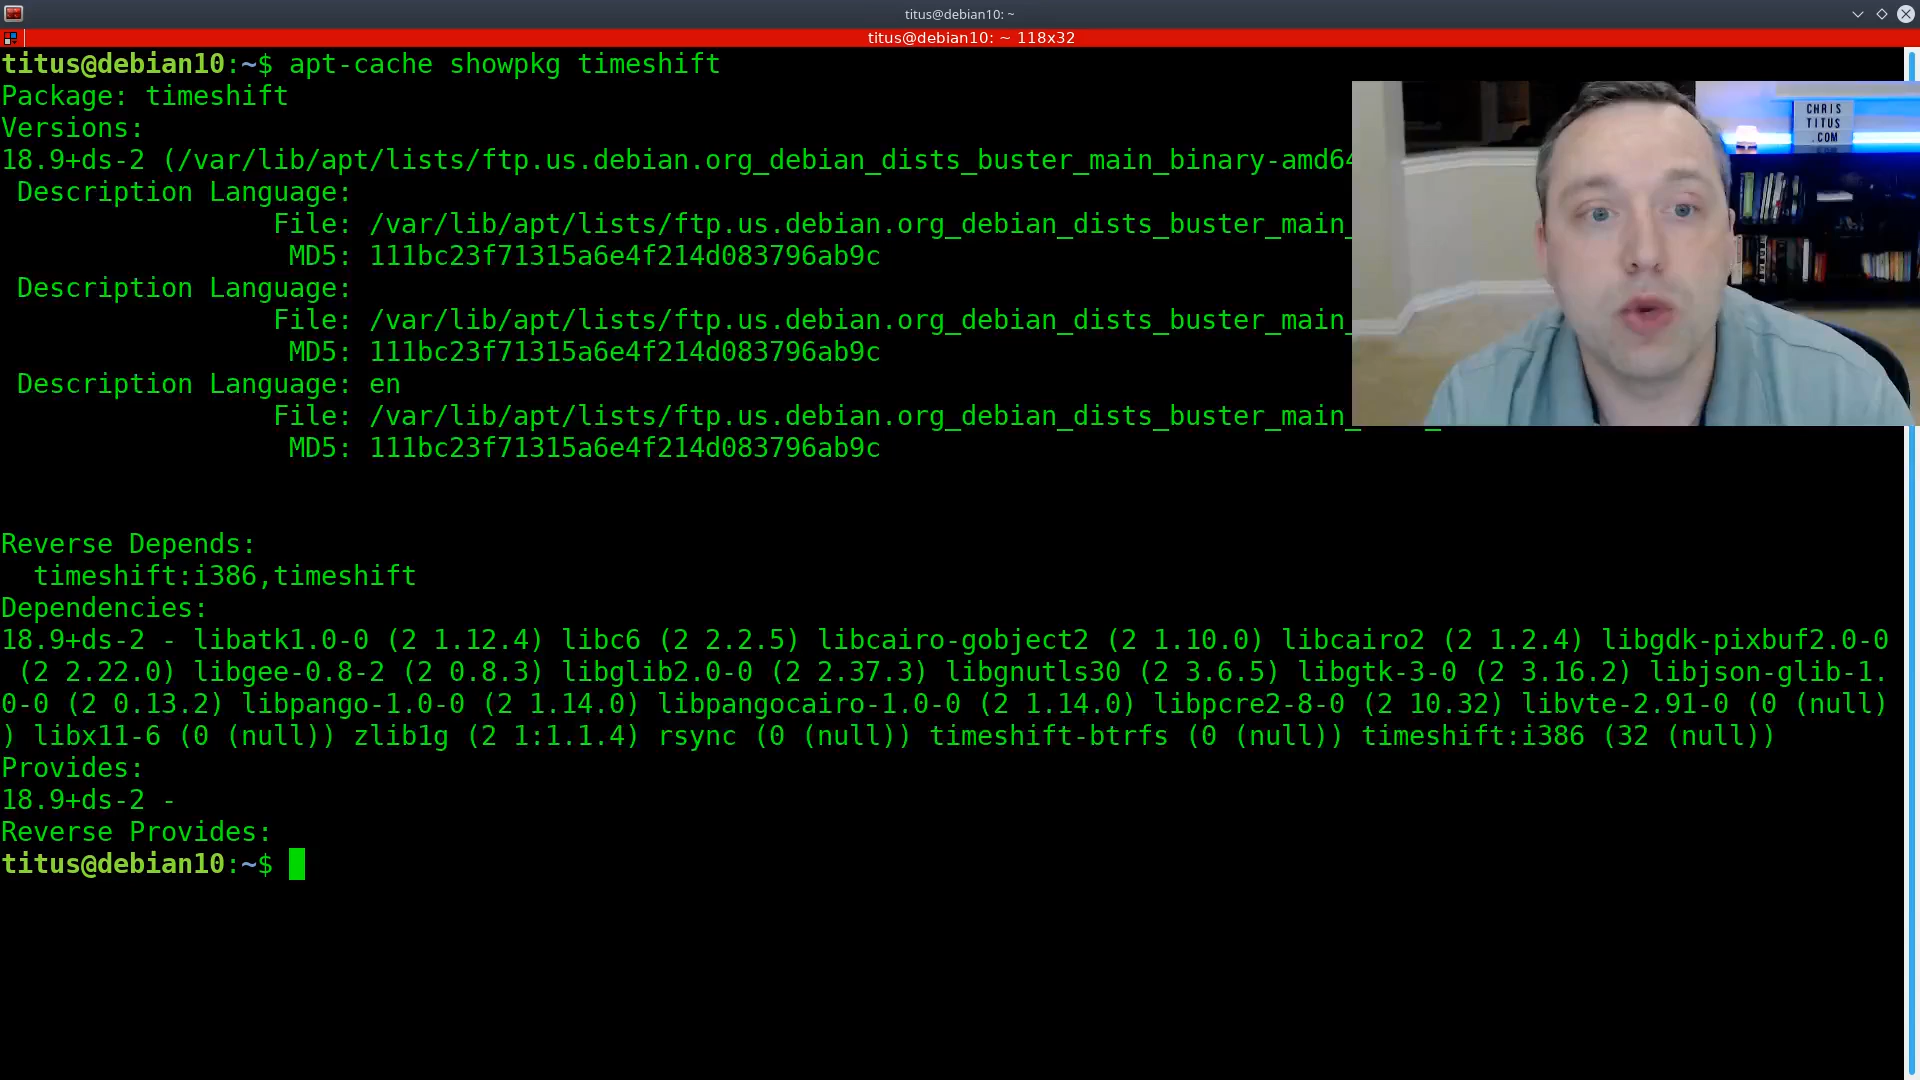 titus@debian10: ~
titus@debian10: ~ 118x32
titus@debian10:~$ apt-cache showpkg timeshift
Package: timeshift
Versions:
18.9+ds-2 (/var/lib/apt/lists/ftp.us.debian.org_debian_dists_buster_main_binary-amd64
 Description Language:
                 File: /var/lib/apt/lists/ftp.us.debian.org_debian_dists_buster_main_
                  MD5: 111bc23f71315a6e4f214d083796ab9c
 Description Language:
                 File: /var/lib/apt/lists/ftp.us.debian.org_debian_dists_buster_main_
                  MD5: 111bc23f71315a6e4f214d083796ab9c
 Description Language: en
                 File: /var/lib/apt/lists/ftp.us.debian.org_debian_dists_buster_main_
                  MD5: 111bc23f71315a6e4f214d083796ab9c
Reverse Depends:
  timeshift:i386,timeshift
Dependencies:
18.9+ds-2 - libatk1.0-0 (2 1.12.4) libc6 (2 2.2.5) libcairo-gobject2 (2 1.10.0) libcairo2 (2 1.2.4) libgdk-pixbuf2.0-0
 (2 2.22.0) libgee-0.8-2 (2 0.8.3) libglib2.0-0 (2 2.37.3) libgnutls30 (2 3.6.5) libgtk-3-0 (2 3.16.2) libjson-glib-1.
0-0 (2 0.13.2) libpango-1.0-0 (2 1.14.0) libpangocairo-1.0-0 (2 1.14.0) libpcre2-8-0 (2 10.32) libvte-2.91-0 (0 (null)
) libx11-6 (0 (null)) zlib1g (2 1:1.1.4) rsync (0 (null)) timeshift-btrfs (0 (null)) timeshift:i386 (32 (null))
Provides:
18.9+ds-2 -
Reverse Provides:
titus@debian10:~$
CHRIS
TITUS
.COM